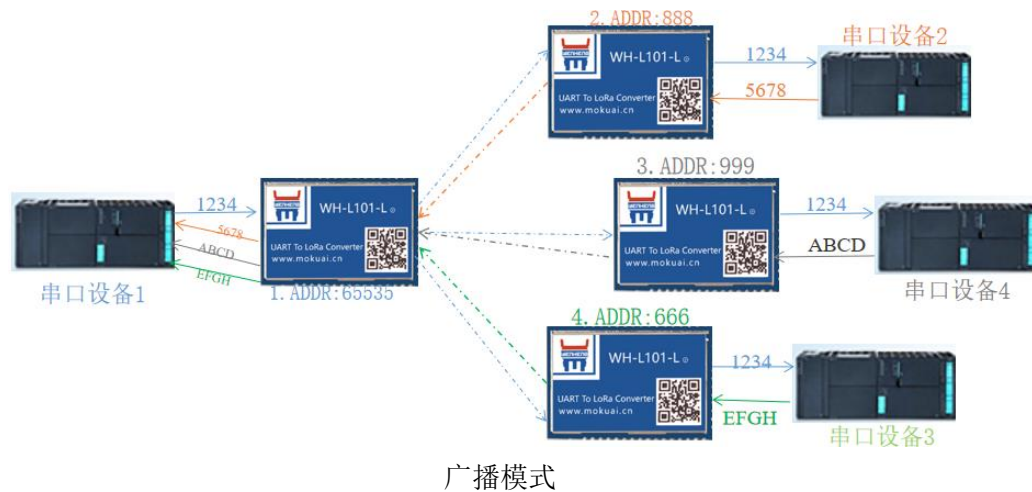 2.ADDR:888
WH-L101-L
UART To LoRa Converter
www.mokuai.cn
1234
5678
串口设备2
3.ADDR:999
WH-L101-L
UART To LoRa Converter
www.mokuai.cn
1234
ABCD
串口设备4
1234
5678
ABCD
EFGH
串口设备1
WH-L101-L
UART To LoRa Converter
www.mokuai.cn
1.ADDR:65535
4.ADDR:666
WH-L101-L
UART To LoRa Converter
www.mokuai.cn
1234
EFGH
串口设备3
广播模式